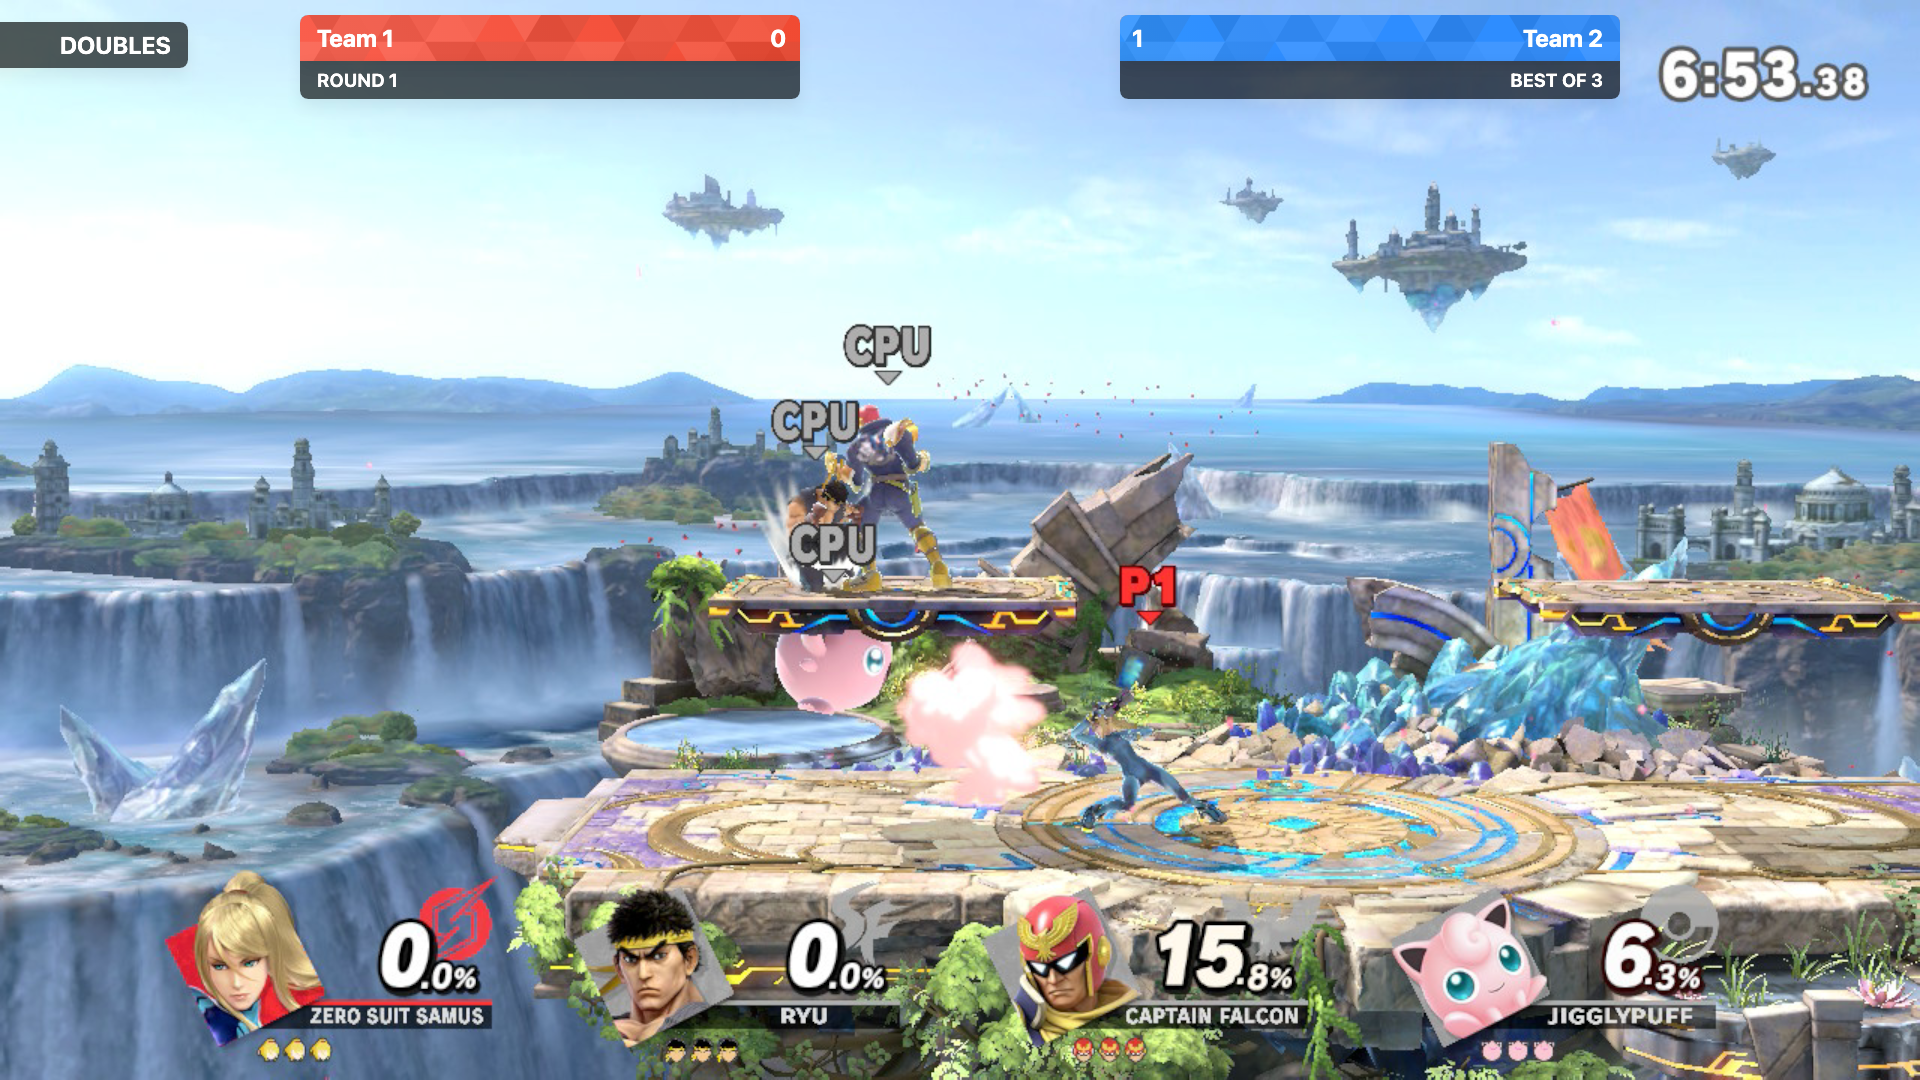 DOUBLES
Team 1 0
ROUND 1
1 Team 2
BEST OF 3
6:53.38
CPU
CPU
CPU
P1
0.0%
ZERO SUIT SAMUS
0.0%
RYU
15.8%
CAPTAIN FALCON
6.3%
JIGGLYPUFF